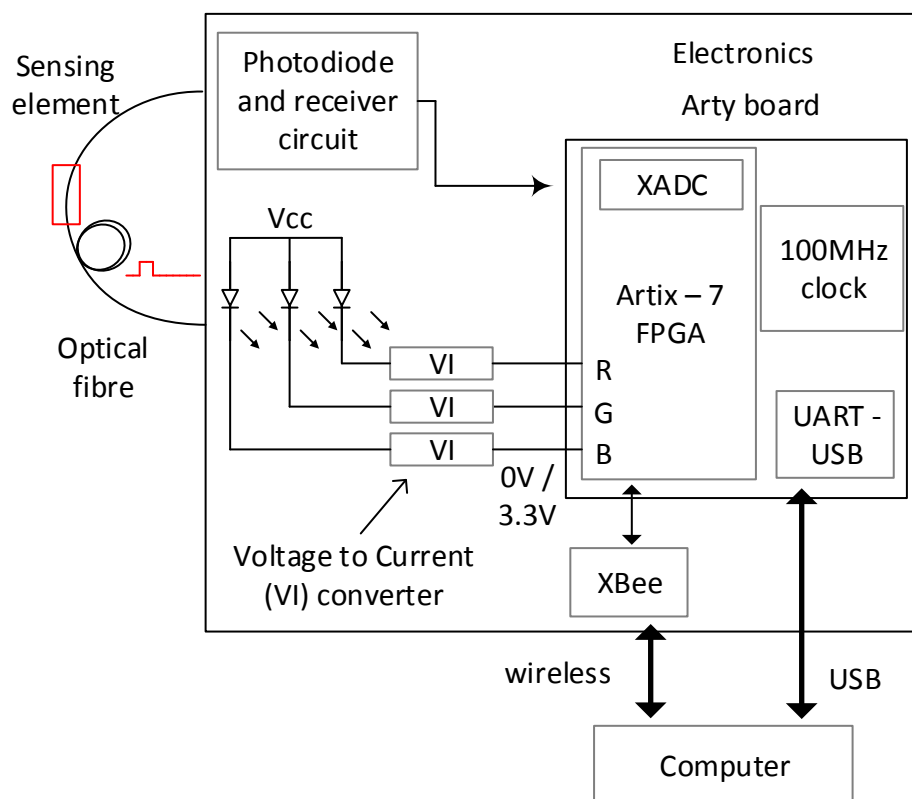 Sensing
element
Photodiode
and receiver
circuit
Electronics
Arty board
XADC
100MHz
clock
Artix – 7
FPGA
Vcc
Optical
fibre
VI
R
VI
G
VI
B
UART -
USB
0V /
3.3V
Voltage to Current
(VI) converter
XBee
wireless
USB
Computer